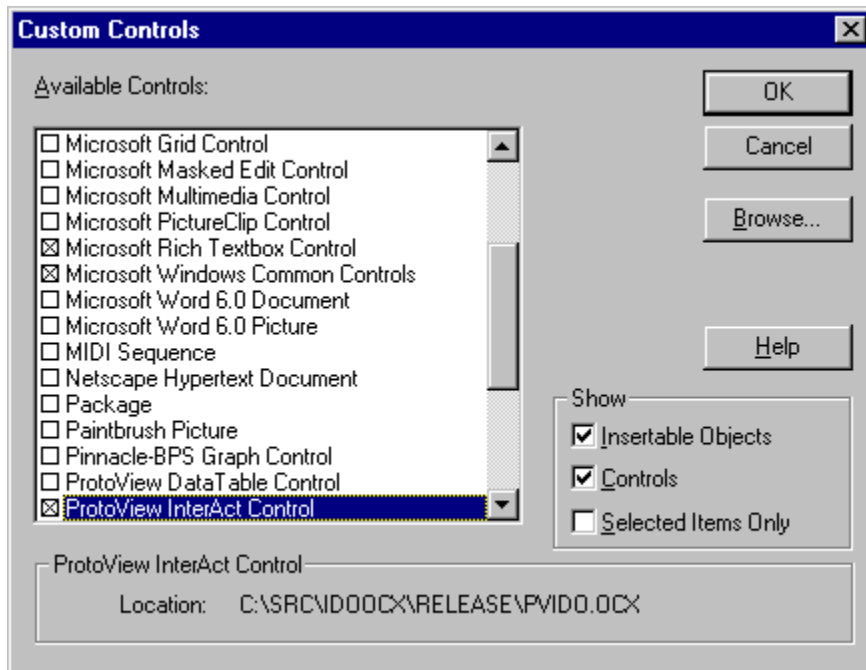 Custom Controls
Available Controls:
OK
Cancel
Browse...
Help
Microsoft Grid Control
Microsoft Masked Edit Control
Microsoft Multimedia Control
Microsoft PictureClip Control
Microsoft Rich Textbox Control
Microsoft Windows Common Controls
Microsoft Word 6.0 Document
Microsoft Word 6.0 Picture
MIDI Sequence
Netscape Hypertext Document
Package
Paintbrush Picture
Pinnacle-BPS Graph Control
ProtoView DataTable Control
ProtoView InterAct Control
Show
Insertable Objects
Controls
Selected Items Only
ProtoView InterAct Control
Location: C:\SRC\IDOOCX\RELEASE\PVIDO.OCX